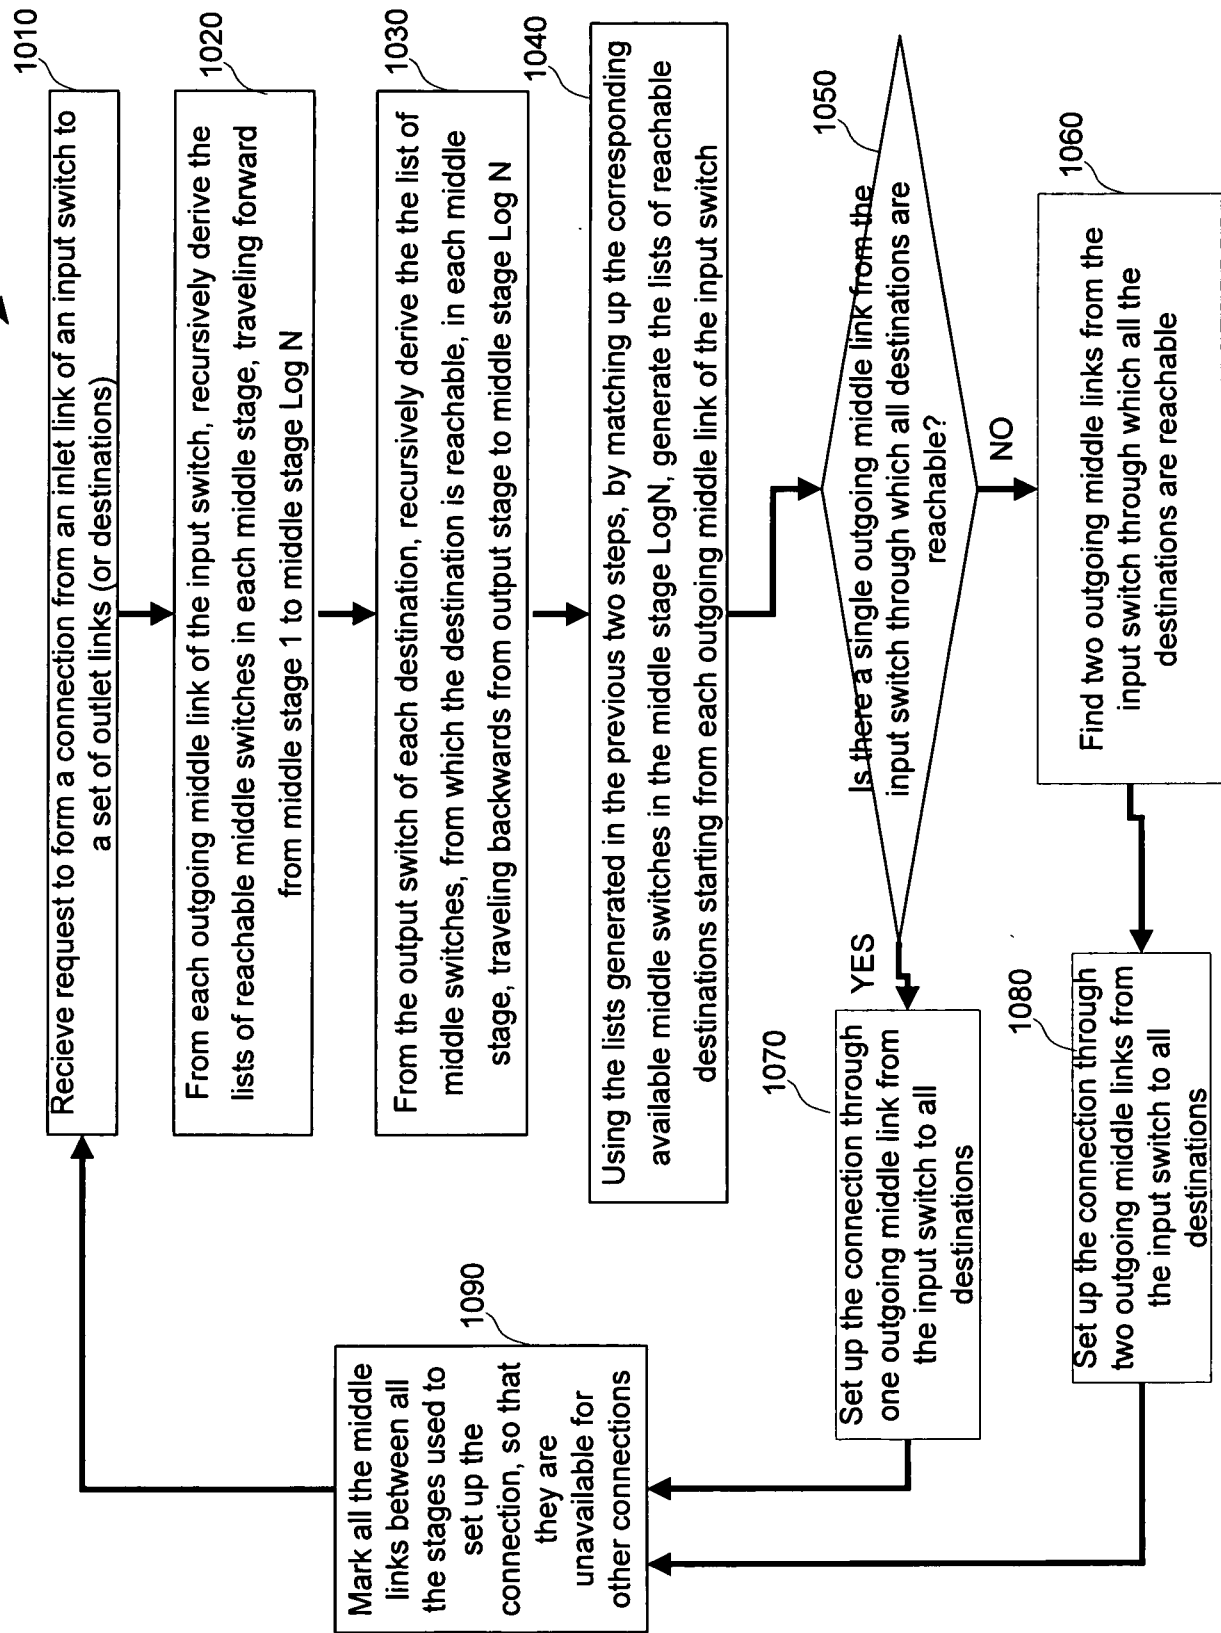 1010
Recieve request to form a connection from an inlet link of an input switch to
a set of outlet links (or destinations)
1020
From each outgoing middle link of the input switch, recursively derive the
lists of reachable middle switches in each middle stage, traveling forward
from middle stage 1 to middle stage Log N
1030
From the output switch of each destination, recursively derive the the list of
middle switches, from which the destination is reachable, in each middle
stage, traveling backwards from output stage to middle stage Log N
1040
Using the lists generated in the previous two steps, by matching up the corresponding
available middle switches in the middle stage LogN, generate the lists of reachable
destinations starting from each outgoing middle link of the input switch
1050
Is there a single outgoing middle link from the
input switch through which all destinations are
reachable?
YES
NO
1060
Find two outgoing middle links from the
input switch through which all the
destinations are reachable
1070
Set up the connection through
one outgoing middle link from
the input switch to all
destinations
1080
Set up the connection through
two outgoing middle links from
the input switch to all
destinations
1090
Mark all the middle
links between all
the stages used to
set up the
connection, so that
they are
unavailable for
other connections